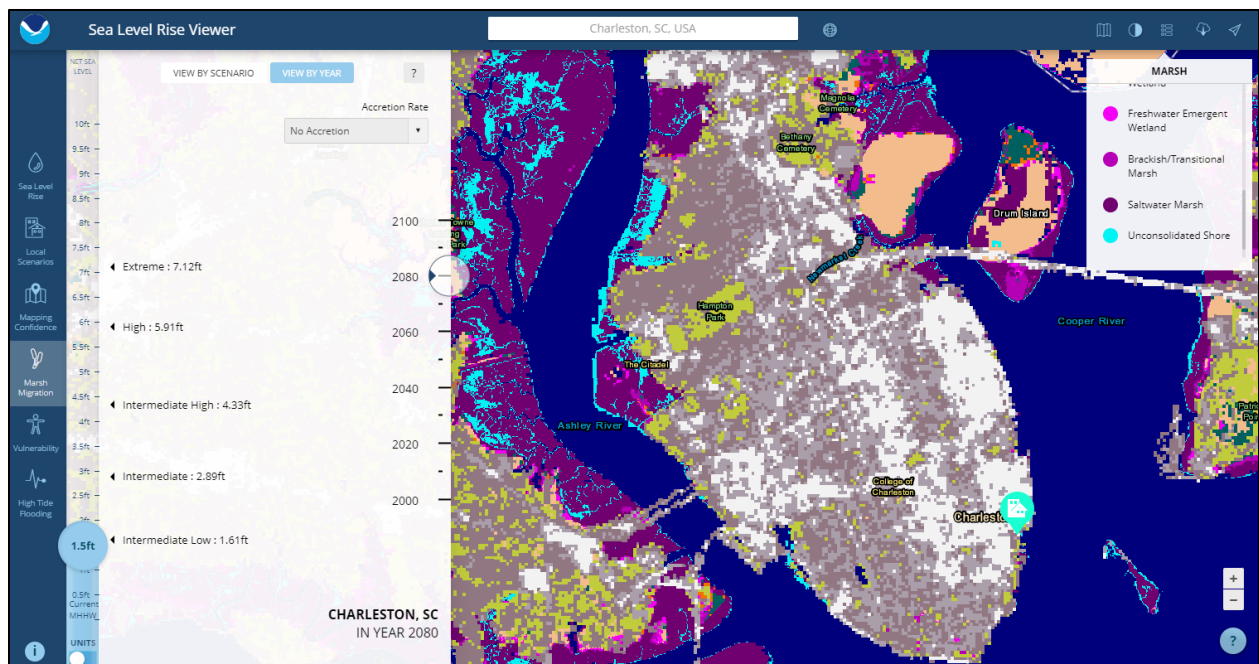 Sea Level Rise Viewer
Charleston, SC, USA
NET SEA
LEVEL
VIEW BY SCENARIO
VIEW BY YEAR
?
Accretion Rate
No Accretion
10ft
9.5ft
9ft
8.5ft
8ft
7.5ft
7ft
6.5ft
6ft
5.5ft
5ft
4.5ft
4ft
3.5ft
3ft
2.5ft
1.5ft
0.5ft
Current
MHHW
UNITS
Sea Level
Rise
Local
Scenarios
Mapping
Confidence
Marsh
Migration
Vulnerability
High Tide
Flooding
i
Extreme : 7.12ft
High : 5.91ft
Intermediate High : 4.33ft
Intermediate : 2.89ft
Intermediate Low : 1.61ft
2100
2080
2060
2040
2020
2000
CHARLESTON, SC
IN YEAR 2080
Magnolia
Cemetery
Bethany
Cemetery
Drum Island
Newmarket Creek
Hampton
Park
The Citadel
Ashley River
Cooper River
College of
Charleston
MARSH
Wetland
Freshwater Emergent
Wetland
Brackish/Transitional
Marsh
Saltwater Marsh
Unconsolidated Shore
+
−
?